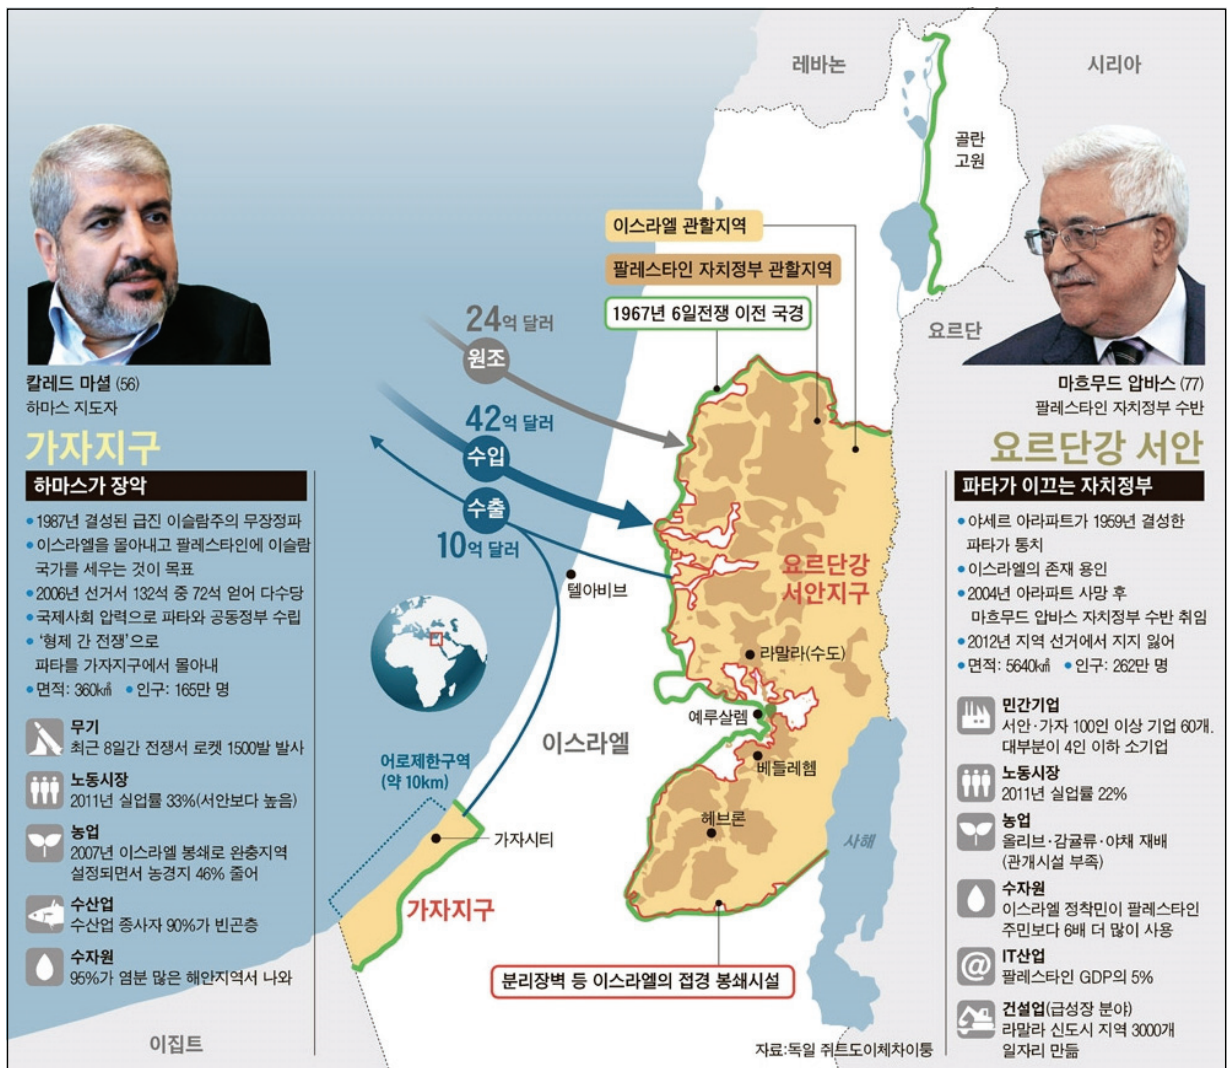 레바논
시리아
골란
고원
이스라엘 관할지역
팔레스타인 자치정부 관할지역
1967년 6일전쟁 이전 국경
요르단
24억 달러
원조
42억 달러
수입
수출
10억 달러
칼레드 마셜 (56)
하마스 지도자
가자지구
하마스가 장악
•1987년 결성된 급진 이슬람주의 무장정파
•이스라엘을 몰아내고 팔레스타인에 이슬람
국가를 세우는 것이 목표
•2006년 선거서 132석 중 72석 얻어 다수당
•국제사회 압력으로 파타와 공동정부 수립
• ‘형제 간 전쟁’으로
파타를 가자지구에서 몰아내
•면적: 360㎢ •인구: 165만 명
무기
최근 8일간 전쟁서 로켓 1500발 발사
노동시장
2011년 실업률 33%(서안보다 높음)
농업
2007년 이스라엘 봉쇄로 완충지역
설정되면서 농경지 46% 줄어
수산업
수산업 종사자 90%가 빈곤층
수자원
95%가 염분 많은 해안지역서 나와
이집트
텔아비브
요르단강
서안지구
라말라(수도)
예루살렘
이스라엘
베들레헴
어로제한구역
(약 10km)
헤브론
사해
가자시티
가자지구
분리장벽 등 이스라엘의 접경 봉쇄시설
자료:독일 쥐트도이체차이퉁
마흐무드 압바스 (77)
팔레스타인 자치정부 수반
요르단강 서안
파타가 이끄는 자치정부
•야세르 아라파트가 1959년 결성한
파타가 통치
•이스라엘의 존재 용인
•2004년 아라파트 사망 후
마흐무드 압바스 자치정부 수반 취임
•2012년 지역 선거에서 지지 잃어
•면적: 5640㎢ •인구: 262만 명
민간기업
서안·가자 100인 이상 기업 60개.
대부분이 4인 이하 소기업
노동시장
2011년 실업률 22%
농업
올리브·감귤류·야채 재배
(관개시설 부족)
수자원
이스라엘 정착민이 팔레스타인
주민보다 6배 더 많이 사용
@
IT산업
팔레스타인 GDP의 5%
건설업(급성장 분야)
라말라 신도시 지역 3000개
일자리 만듦